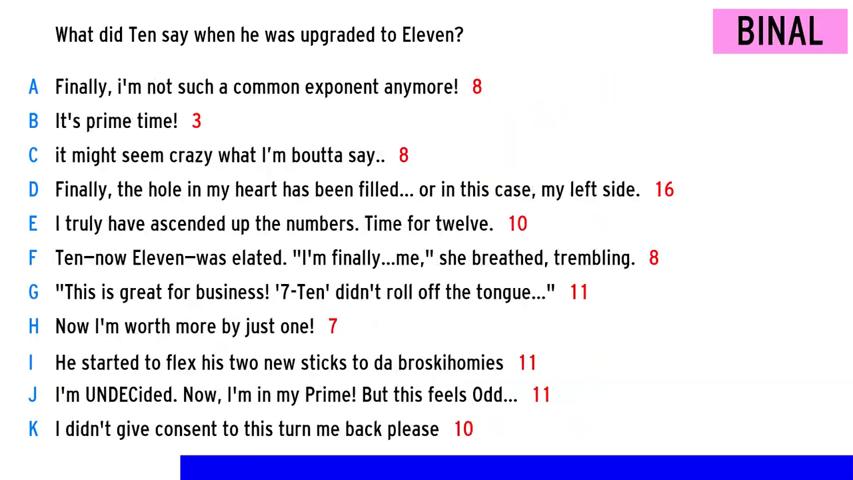 What did Ten say when he was upgraded to Eleven?
BINAL
A Finally, i'm not such a common exponent anymore! 8
B It's prime time! 3
C it might seem crazy what I’m boutta say.. 8
D Finally, the hole in my heart has been filled... or in this case, my left side. 16
E I truly have ascended up the numbers. Time for twelve. 10
F Ten—now Eleven—was elated. "I'm finally...me," she breathed, trembling. 8
G "This is great for business! '7-Ten' didn't roll off the tongue..." 11
H Now I'm worth more by just one! 7
I He started to flex his two new sticks to da broskihomies 11
J I'm UNDECided. Now, I'm in my Prime! But this feels Odd... 11
K I didn't give consent to this turn me back please 10